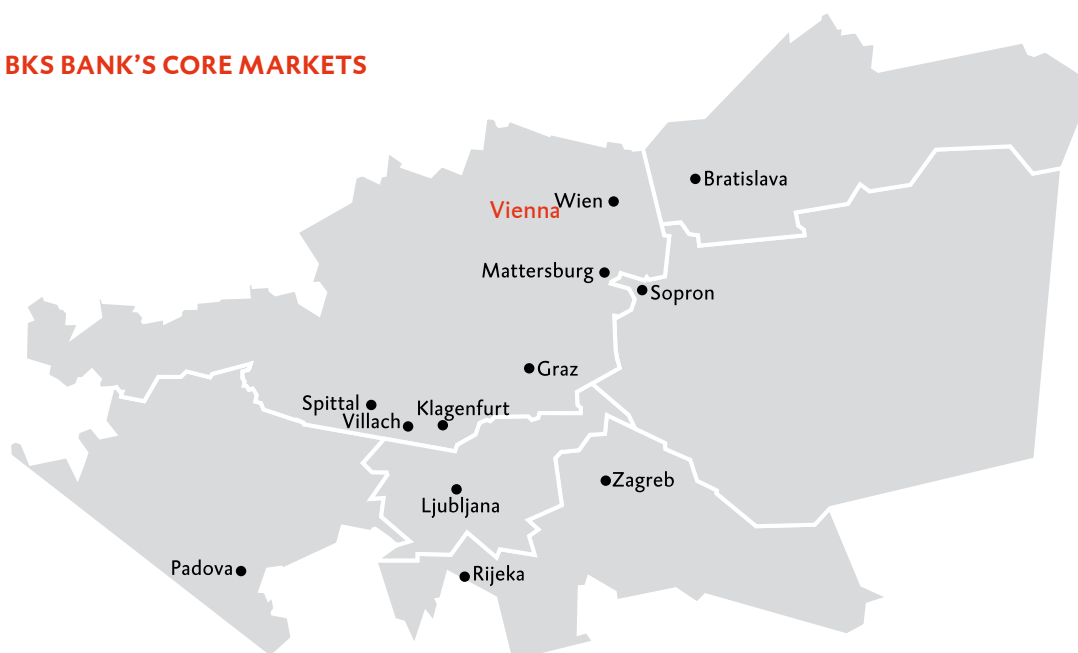 BKS BANK’S CORE MARKETS
Bratislava
Wien
Vienna
Mattersburg
Sopron
Graz
Spittal
Klagenfurt
Villach
Zagreb
Ljubljana
Padova
Rijeka